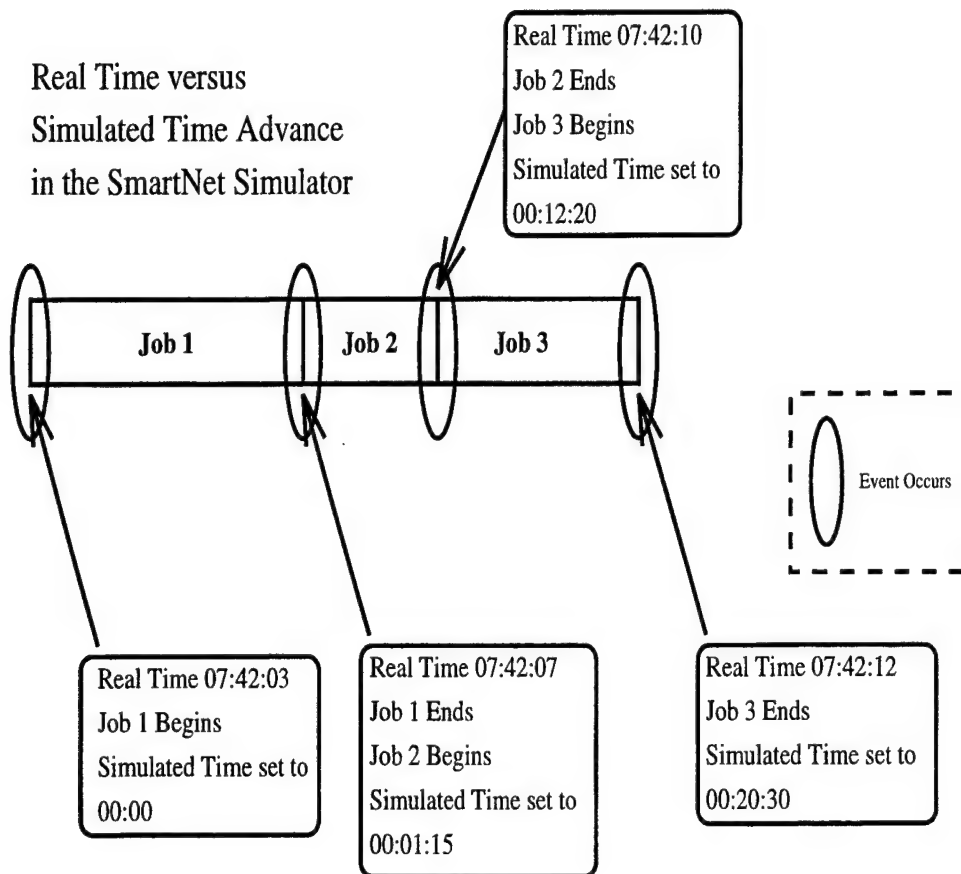 Real Time versus
Simulated Time Advance
in the SmartNet Simulator
Real Time 07:42:10
Job 2 Ends
Job 3 Begins
Simulated Time set to
00:12:20
Job 1
Job 2
Job 3
Event Occurs
Real Time 07:42:03
Job 1 Begins
Simulated Time set to
00:00
Real Time 07:42:07
Job 1 Ends
Job 2 Begins
Simulated Time set to
00:01:15
Real Time 07:42:12
Job 3 Ends
Simulated Time set to
00:20:30